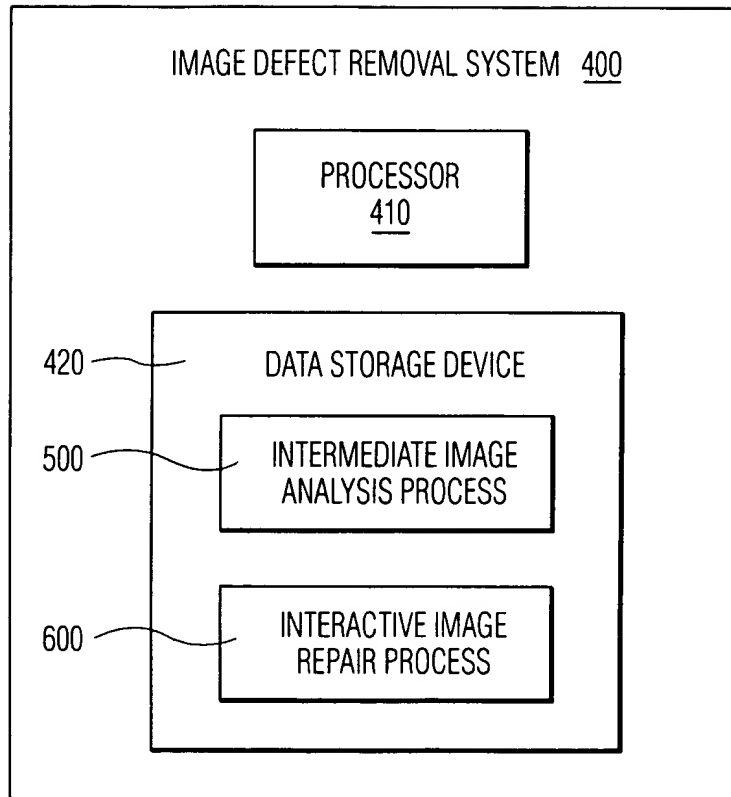 IMAGE DEFECT REMOVAL SYSTEM 400
PROCESSOR
410
420
DATA STORAGE DEVICE
500
INTERMEDIATE IMAGE
ANALYSIS PROCESS
600
INTERACTIVE IMAGE
REPAIR PROCESS